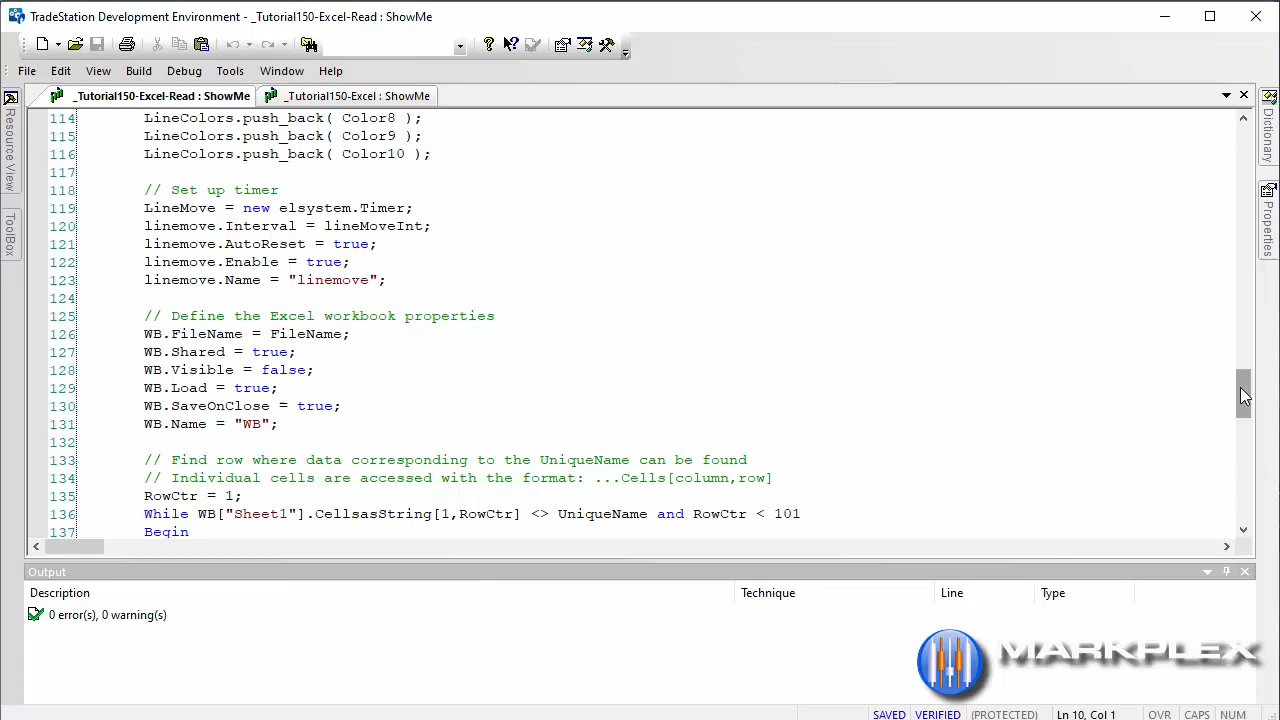 TradeStation Development Environment - _Tutorial150-Excel-Read : ShowMe
File Edit View Build Debug Tools Window Help
_Tutorial150-Excel-Read : ShowMe _Tutorial150-Excel : ShowMe
Resource View
ToolBox
Dictionary
Properties
114 LineColors.push_back( Color8 );
115 LineColors.push_back( Color9 );
116 LineColors.push_back( Color10 );
117
118 // Set up timer
119 LineMove = new elsystem.Timer;
120 linemove.Interval = lineMoveInt;
121 linemove.AutoReset = true;
122 linemove.Enable = true;
123 linemove.Name = "linemove";
124
125 // Define the Excel workbook properties
126 WB.FileName = FileName;
127 WB.Shared = true;
128 WB.Visible = false;
129 WB.Load = true;
130 WB.SaveOnClose = true;
131 WB.Name = "WB";
132
133 // Find row where data corresponding to the UniqueName can be found
134 // Individual cells are accessed with the format: ...Cells[column,row]
135 RowCtr = 1;
136 While WB["Sheet1"].CellsasString[1,RowCtr] <> UniqueName and RowCtr < 101
137 Begin
Output
Description Technique Line Type
0 error(s), 0 warning(s)
MARKPLEX
SAVED VERIFIED (PROTECTED) Ln 10, Col 1 OVR CAPS NUM